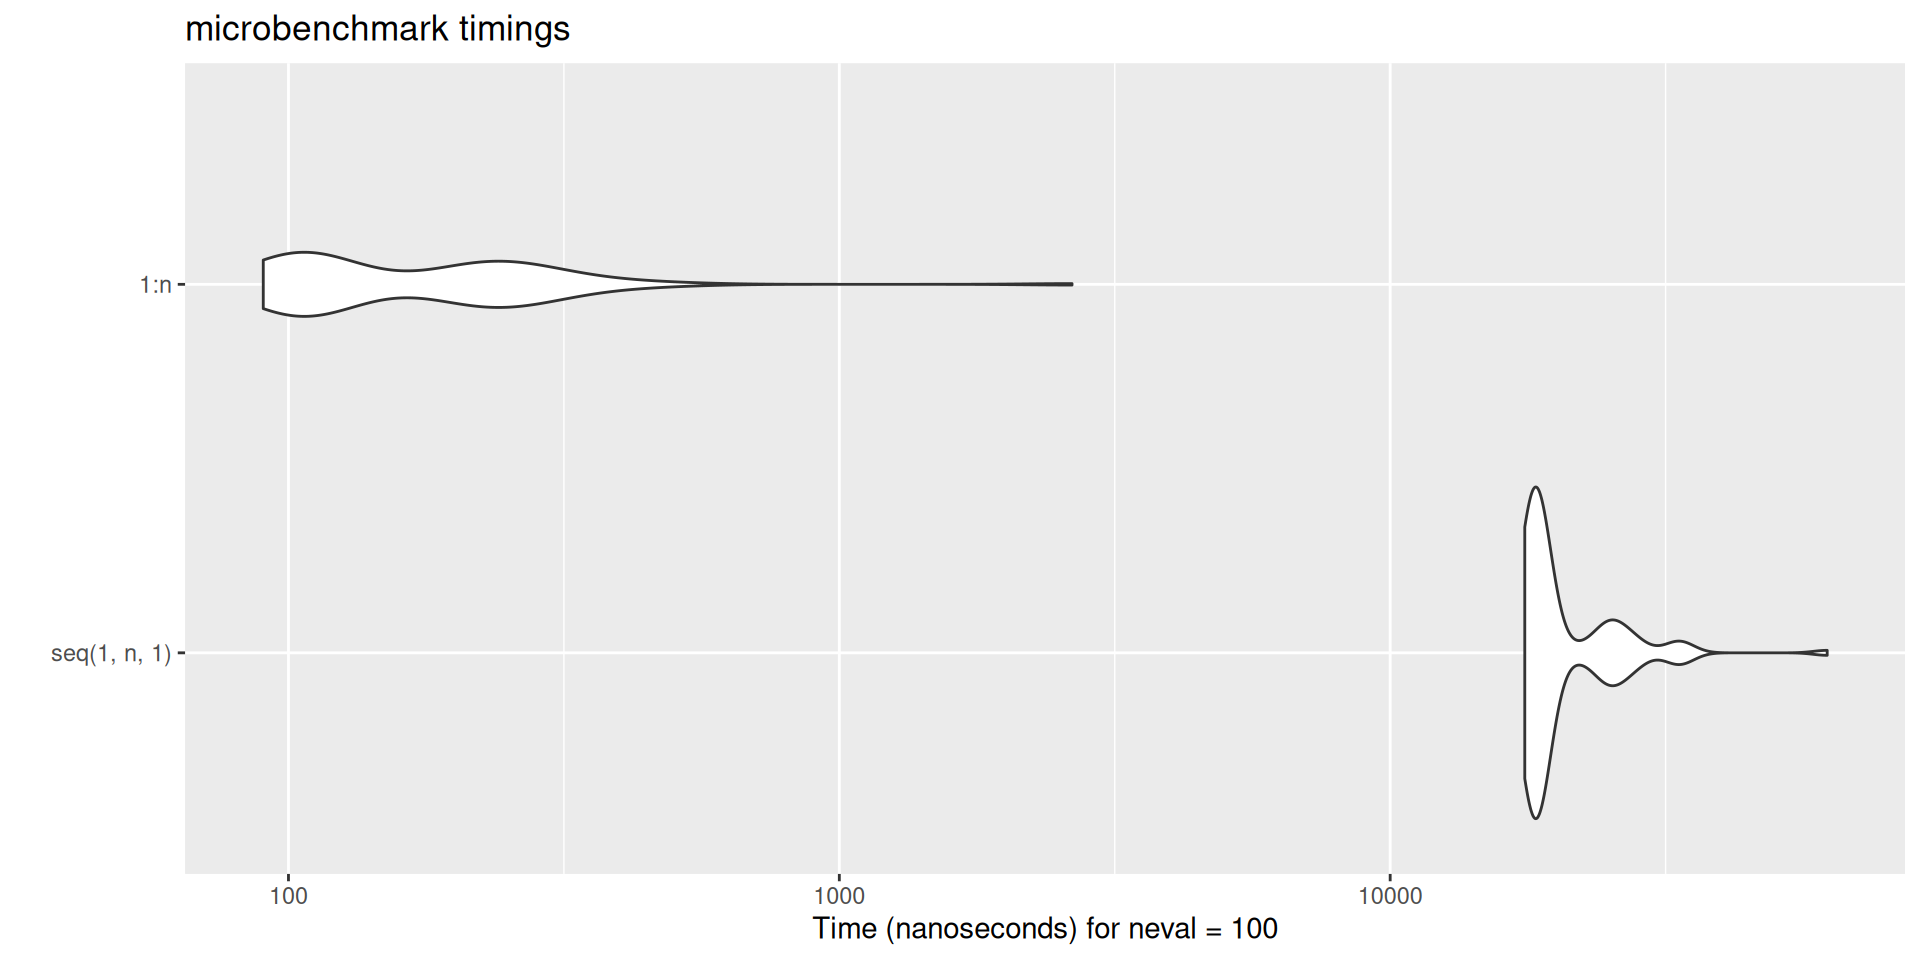 microbenchmark timings
1:n
seq(1, n, 1)
100
1000
10000
Time (nanoseconds) for neval = 100